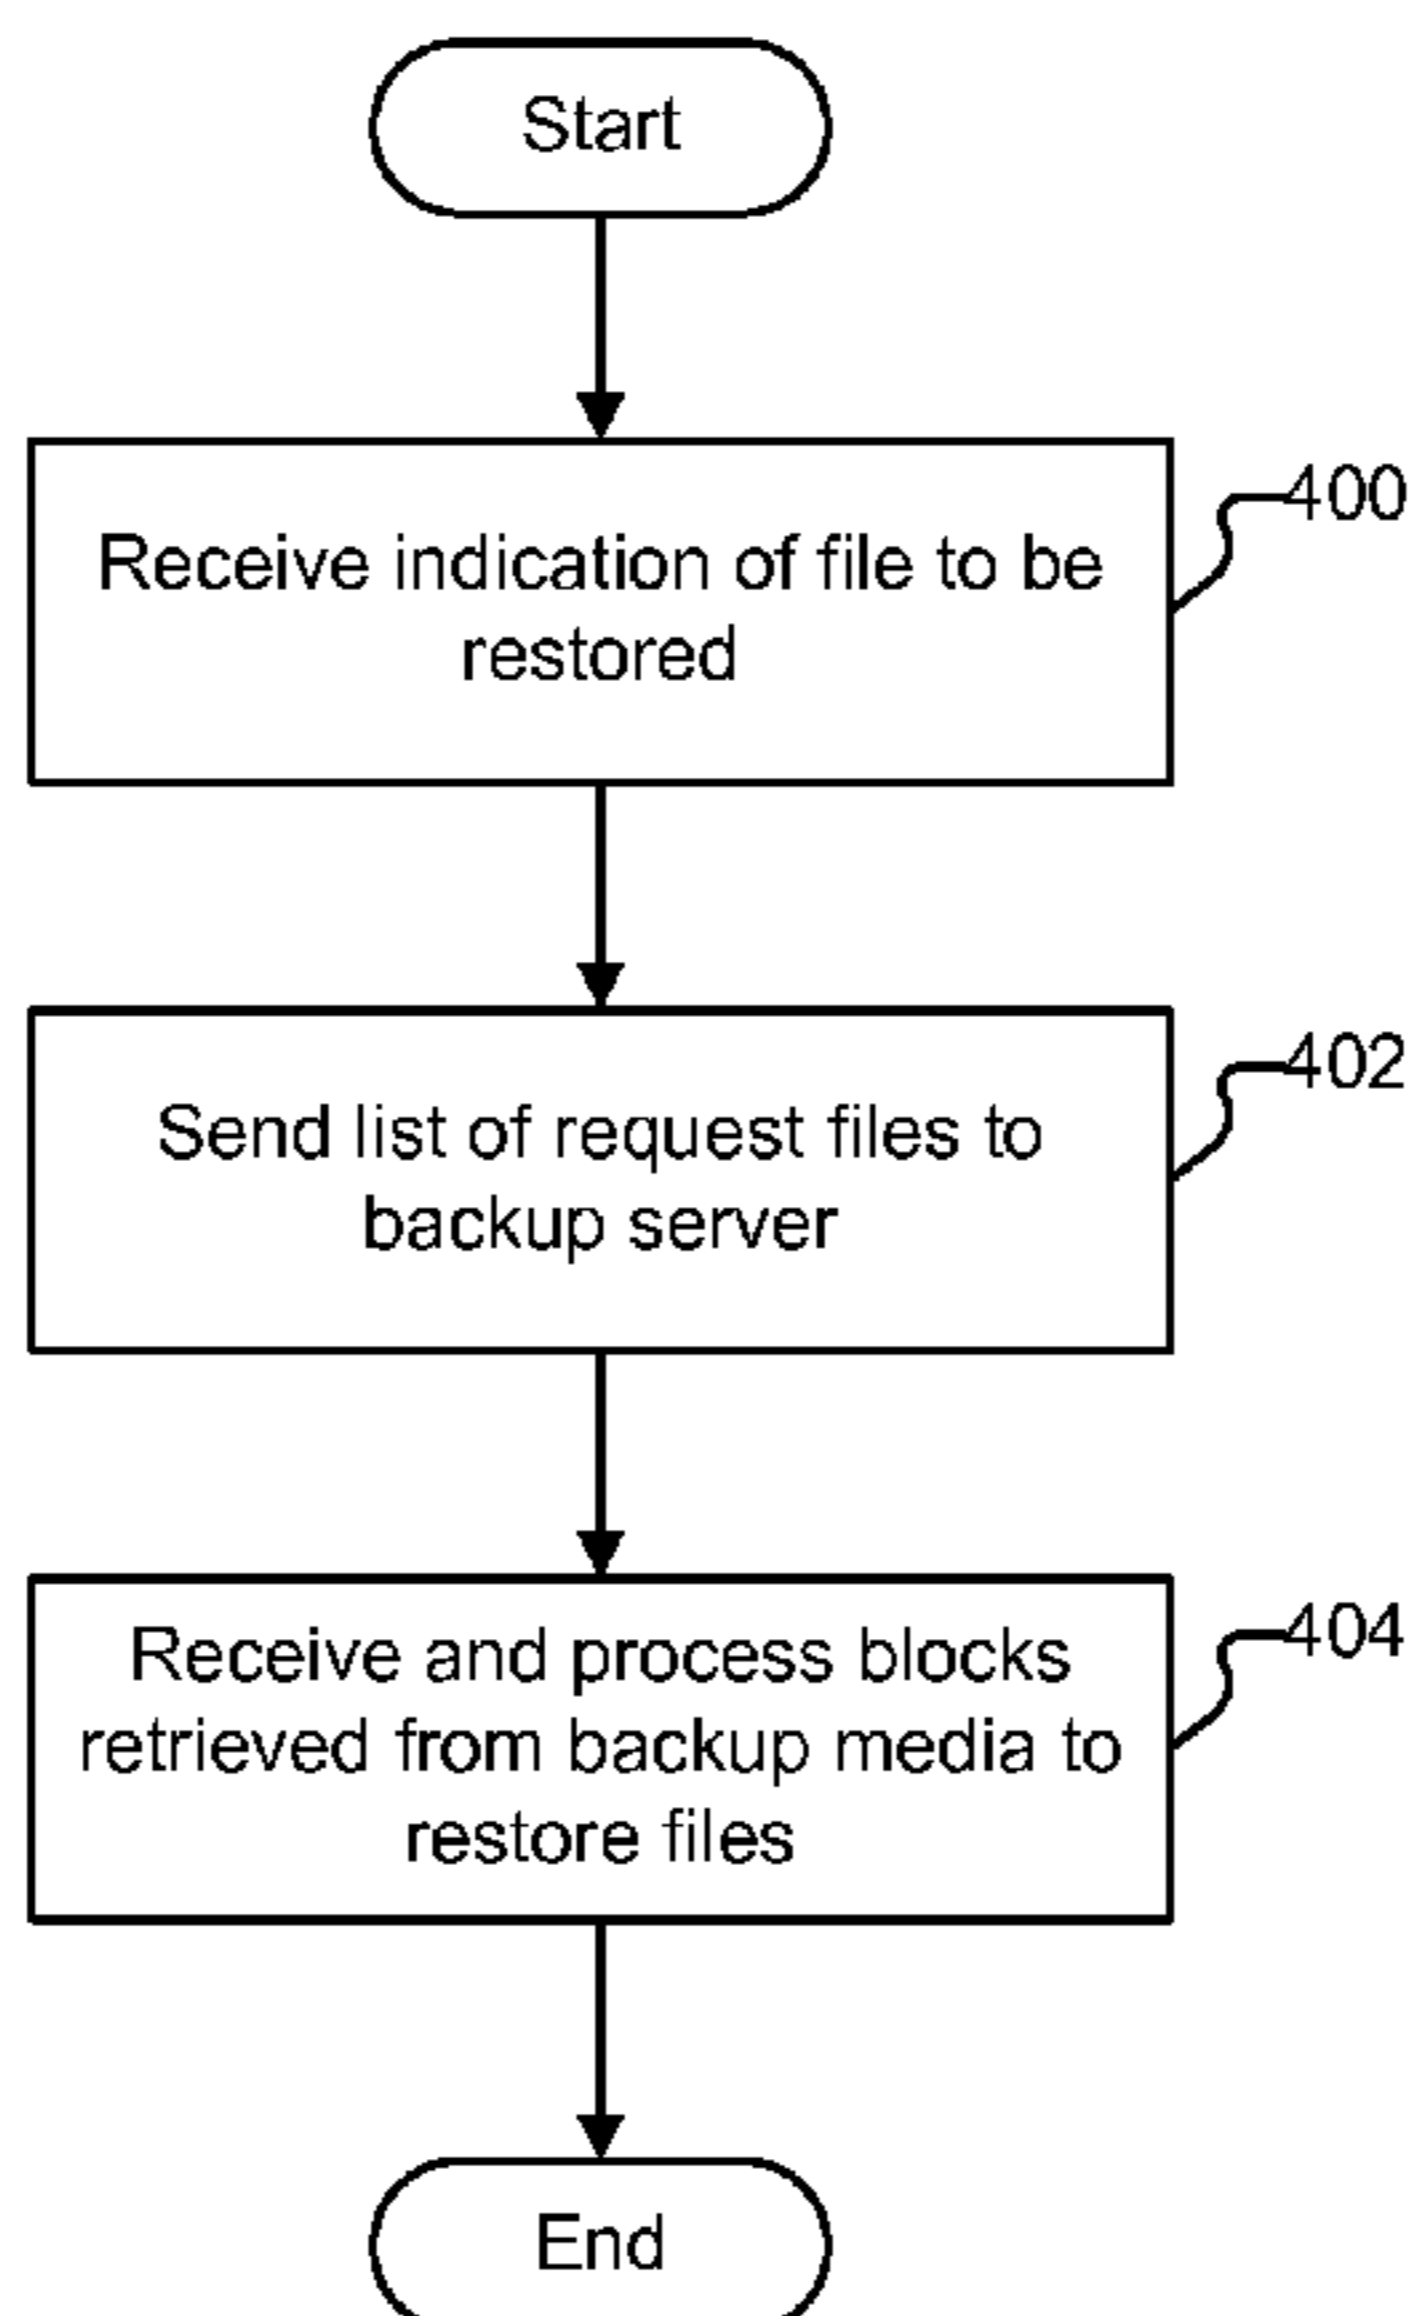 Start
Receive indication of file to be
restored
400
Send list of request files to
backup server
402
Receive and process blocks
retrieved from backup media to
restore files
404
End